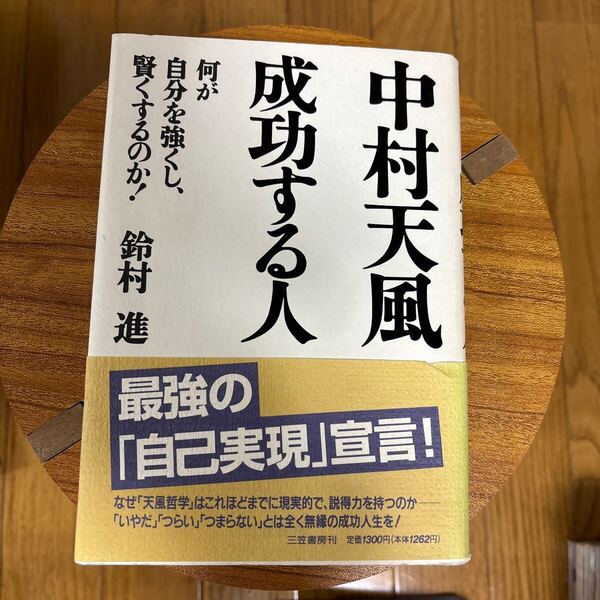 中村天風
成功する人
何が
自分を強くし、
賢くするのか!
鈴村 進
最強の
「自己実現」宣言!
なぜ「天風哲学」はこれほどまでに現実的で、説得力を持つのか――
「いやだ」「つらい」「つまらない」とは全く無縁の成功人生を!
三笠書房刊 定価1300円(本体1262円)